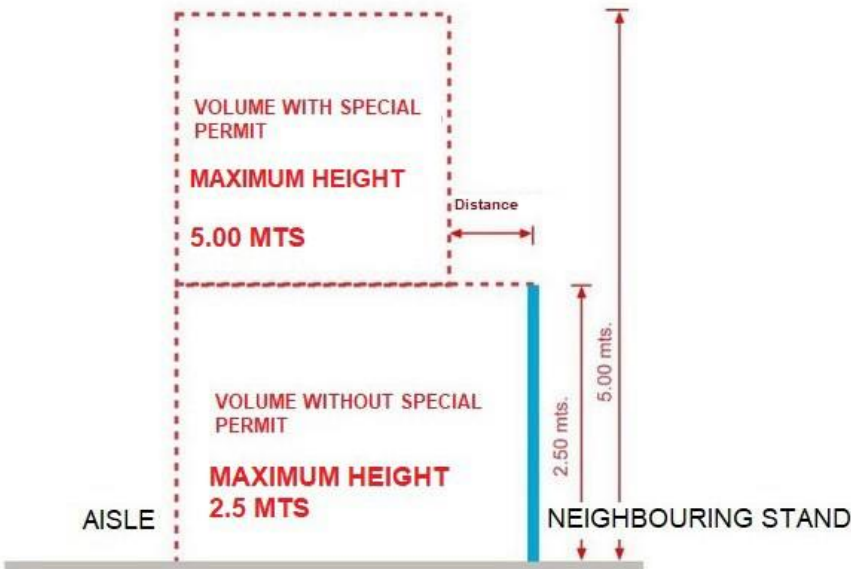 VOLUME WITH SPECIAL
PERMIT
MAXIMUM HEIGHT
5.00 MTS
Distance
5.00 mts.
2.50 mts.
VOLUME WITHOUT SPECIAL
PERMIT
MAXIMUM HEIGHT
2.5 MTS
AISLE
NEIGHBOURING STAND